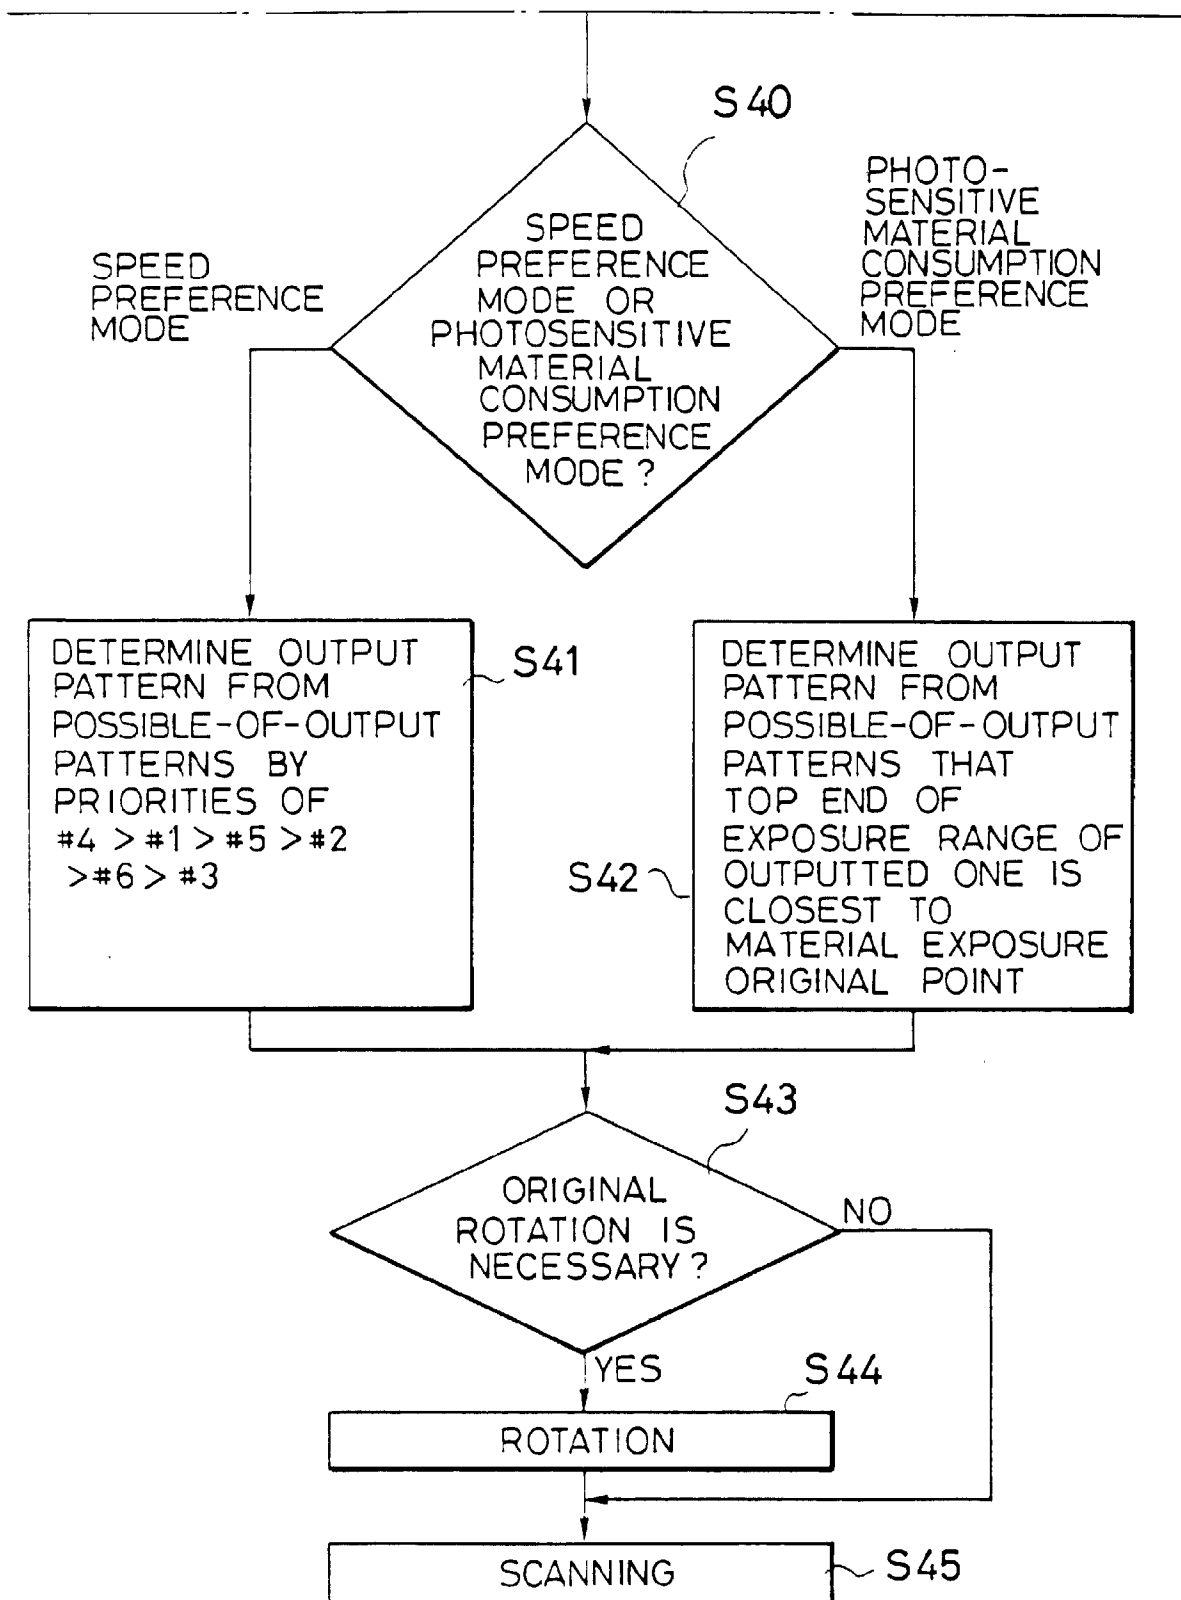 S40
SPEED
PREFERENCE
MODE OR
PHOTOSENSITIVE
MATERIAL
CONSUMPTION
PREFERENCE
MODE?
SPEED
PREFERENCE
MODE
PHOTO-
SENSITIVE
MATERIAL
CONSUMPTION
PREFERENCE
MODE
DETERMINE OUTPUT
PATTERN FROM
POSSIBLE-OF-OUTPUT
PATTERNS BY
PRIORITIES OF
#4 > #1 > #5 > #2
>#6 > #3
S41
DETERMINE OUTPUT
PATTERN FROM
POSSIBLE-OF-OUTPUT
PATTERNS THAT
TOP END OF
EXPOSURE RANGE OF
OUTPUTTED ONE IS
CLOSEST TO
MATERIAL EXPOSURE
ORIGINAL POINT
S42
S43
ORIGINAL
ROTATION IS
NECESSARY?
NO
YES
S44
ROTATION
SCANNING
S45